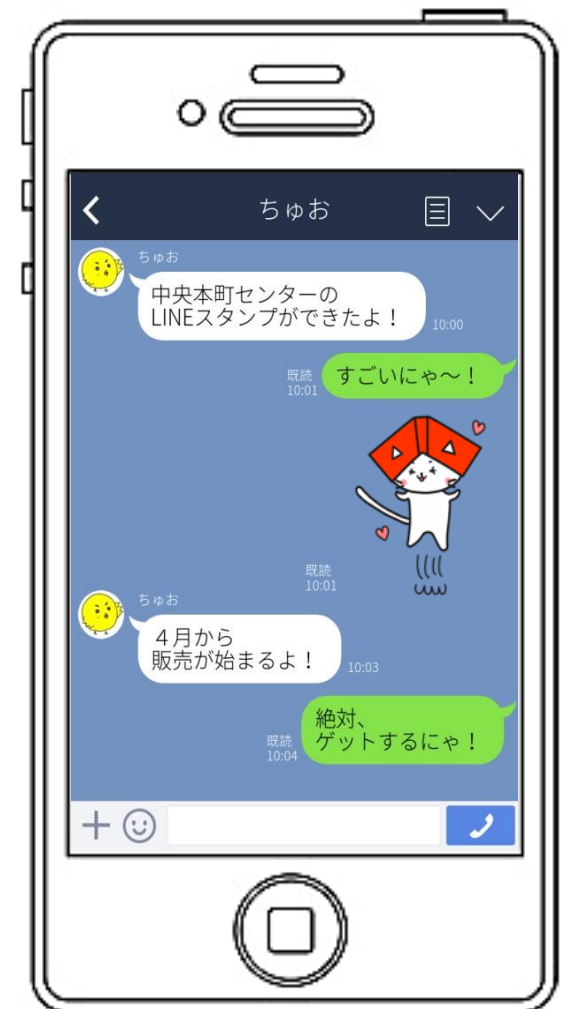 ちゅお
ちゅお
中央本町センターの
LINEスタンプができたよ！
10:00
すごいにゃ～！
既読
10:01
既読
10:01
ちゅお
４月から
販売が始まるよ！
10:03
絶対、
ゲットするにゃ！
既読
10:04